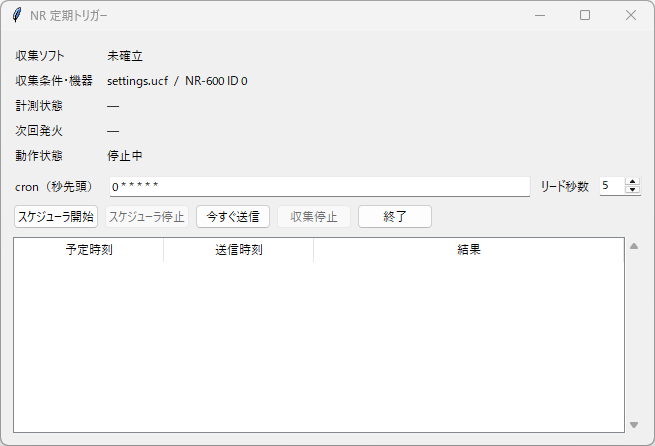 NR 定期トリガー
収集ソフト 未確立
収集条件・機器 settings.ucf / NR-600 ID 0
計測状態 —
次回発火 —
動作状態 停止中
cron（秒先頭） 0 * * * * * リード秒数 5
スケジューラ開始 スケジューラ停止 今すぐ送信 収集停止 終了
予定時刻 送信時刻 結果